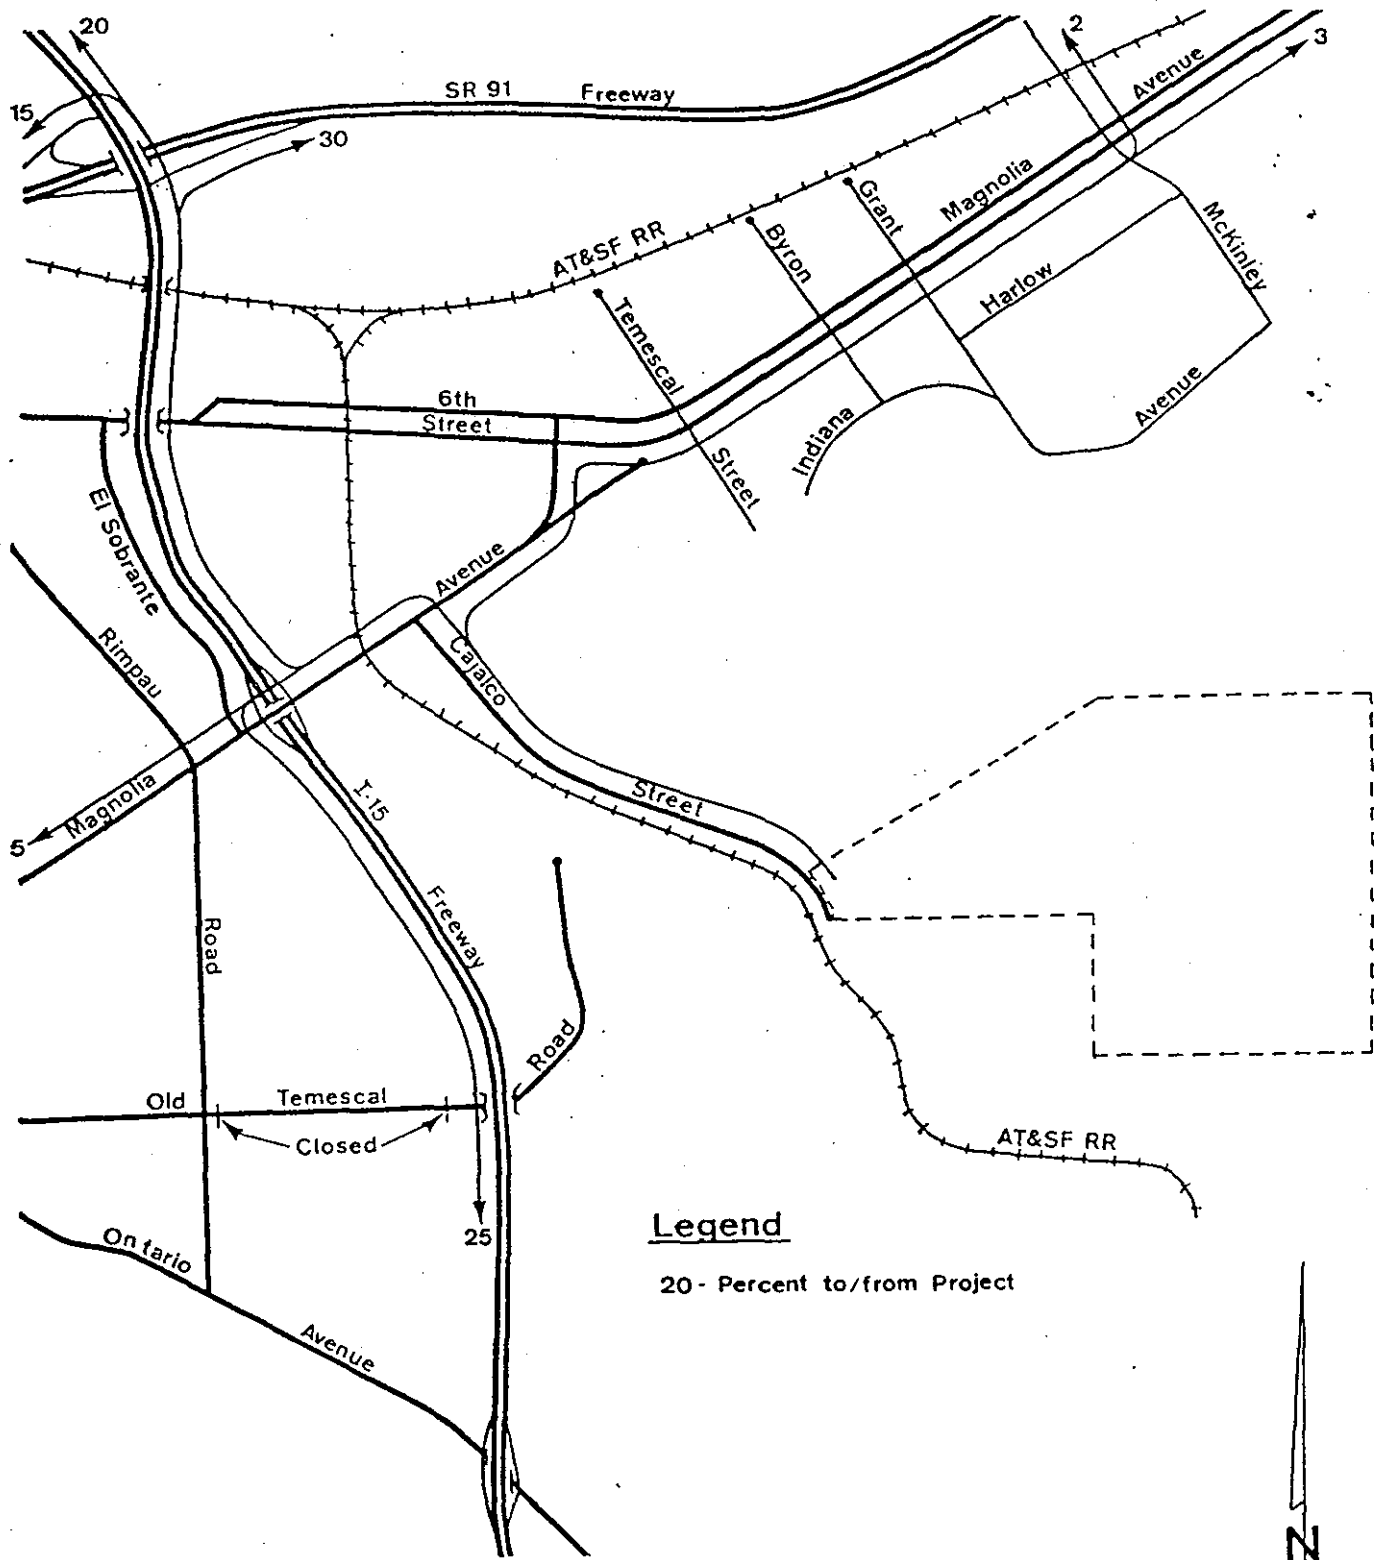 20
2
3
15
SR 91 Freeway
30
Avenue
Magnolia
Grant
McKinley
Byron
AT&SF RR
Harlow
Temescal
6th
Street
Avenue
Indiana
Street
El Sobrante
Avenue
Rimpau
Cajalco
Magnolia
I-15
Street
5
Freeway
Road
Road
Old Temescal
Closed
AT&SF RR
25
Legend
Ontario
20 - Percent to/from Project
Avenue
N